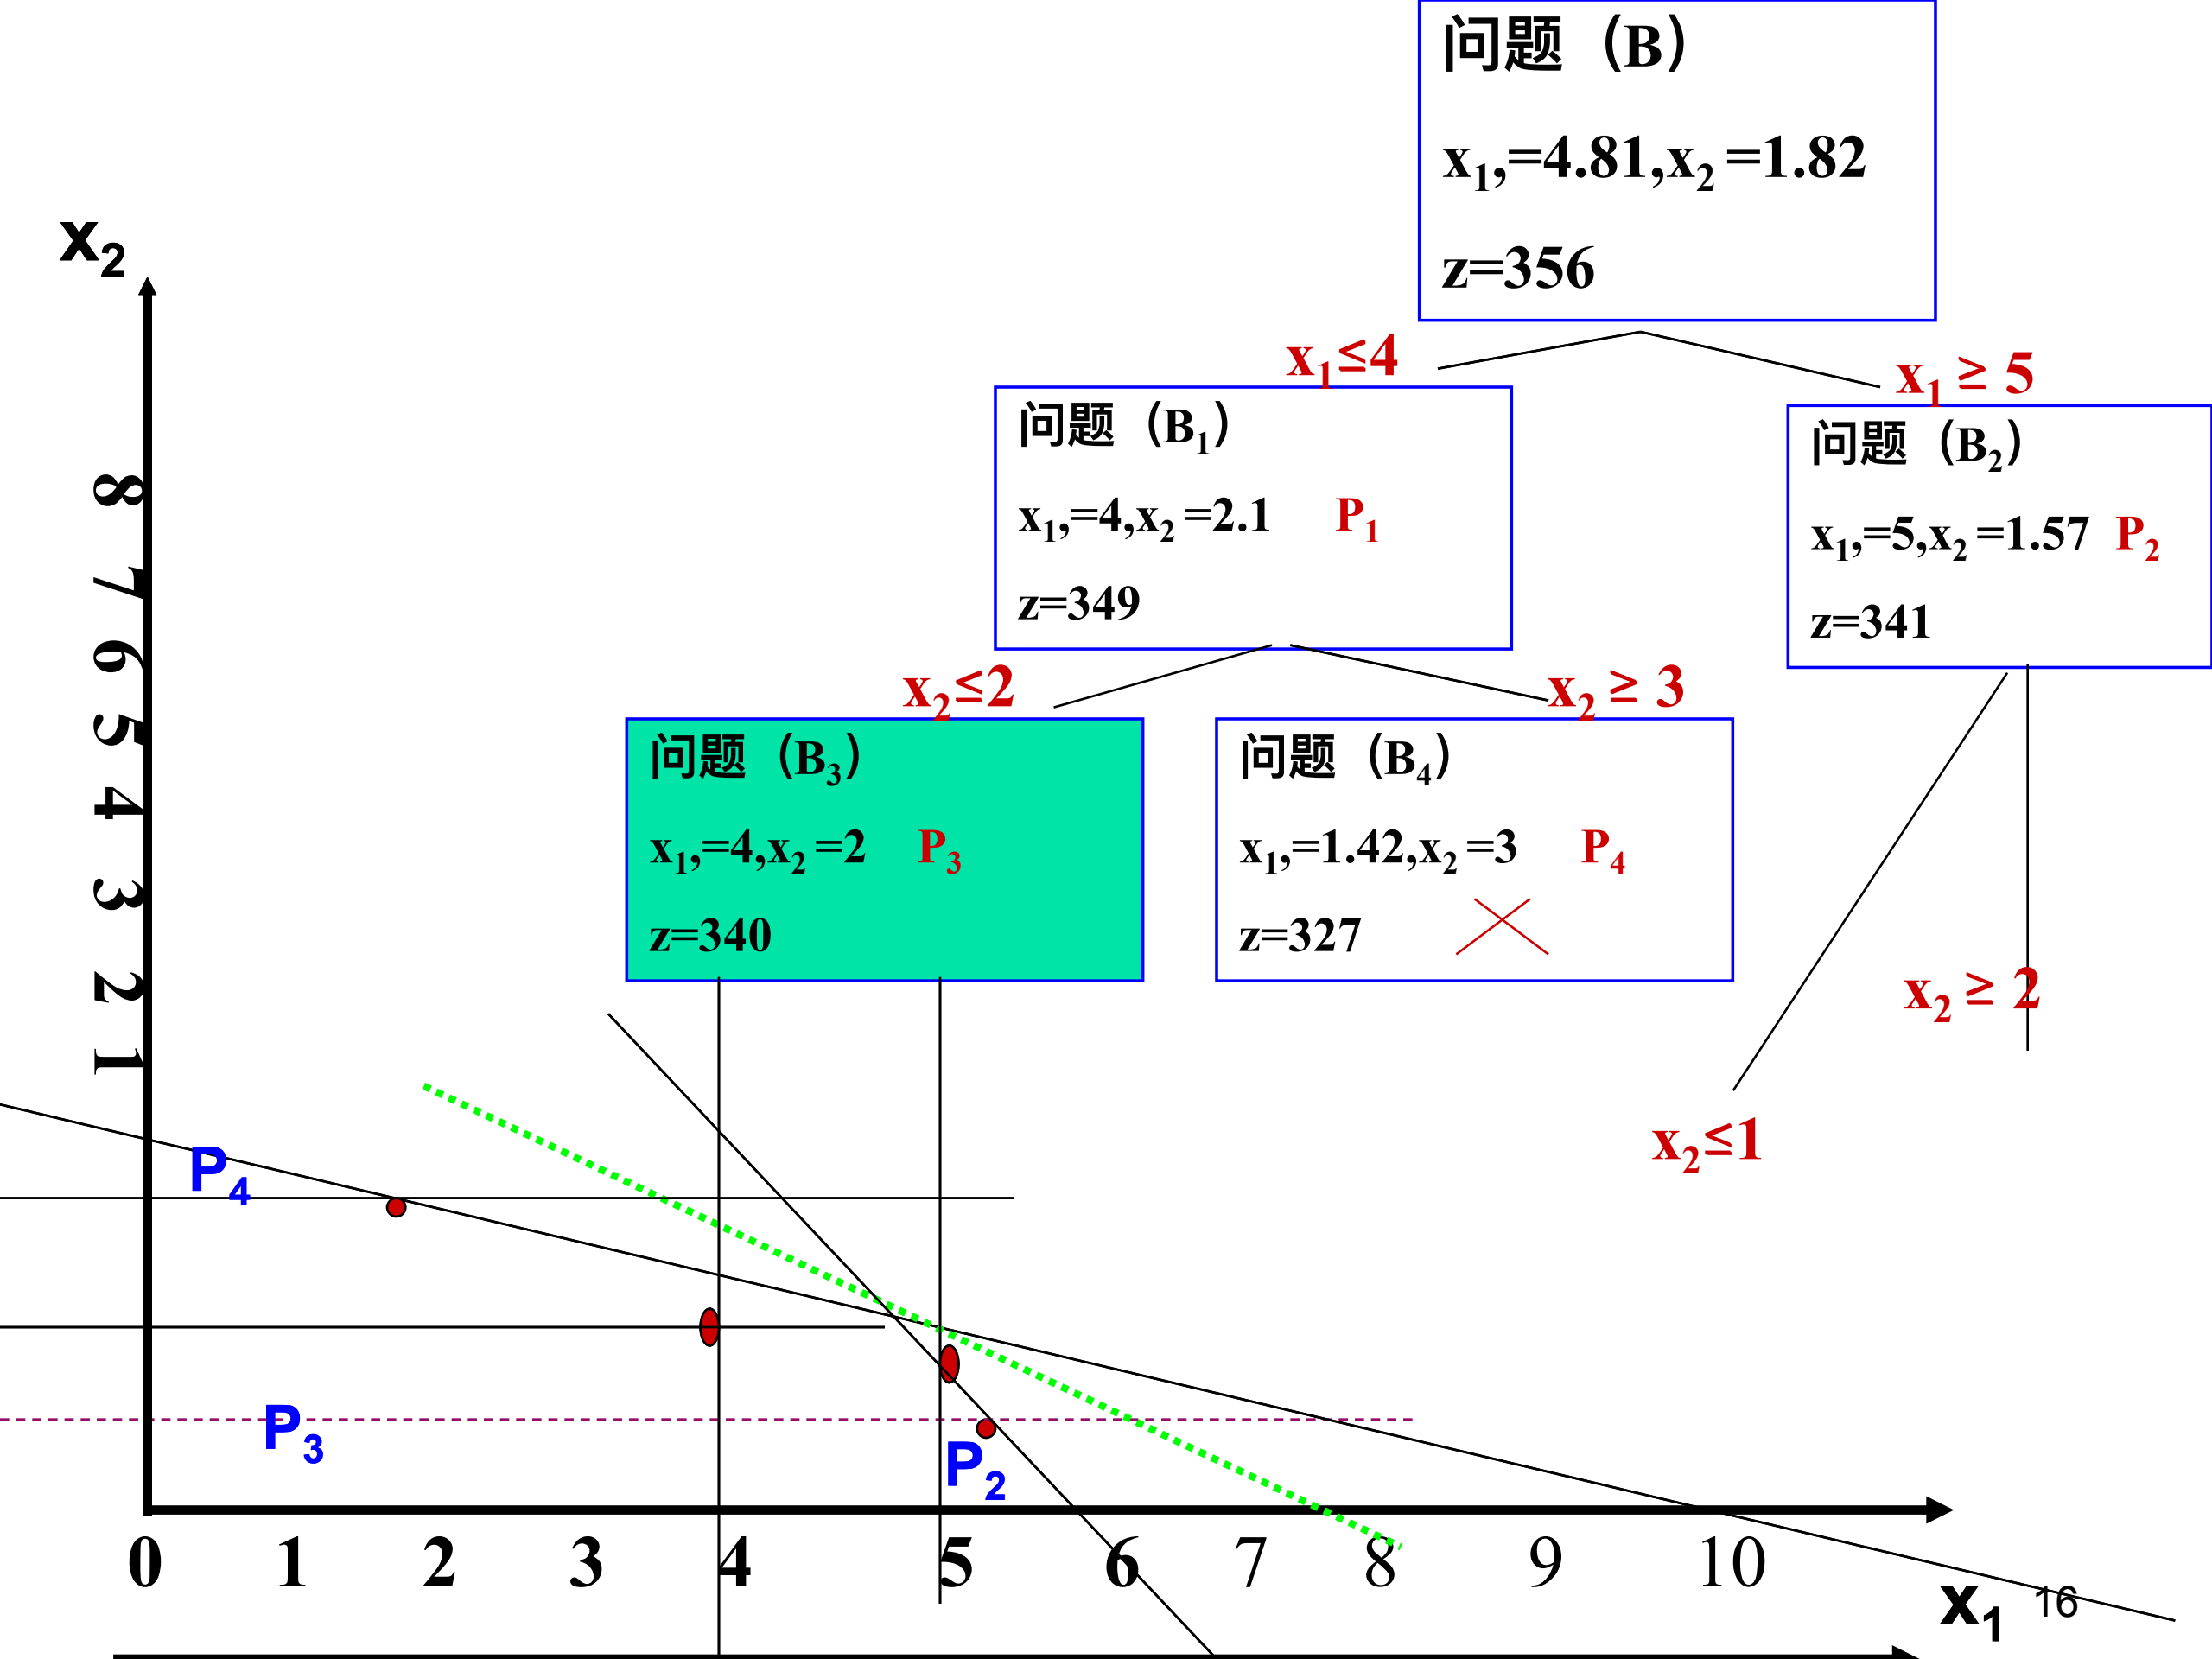 问题（B）
x1,=4.81,x2 =1.82
z=356
x2
x1≤4
x1 ≥ 5
问题（B1）
x1,=4,x2 =2.1 P1
z=349
问题（B2）
x1,=5,x2 =1.57 P2
z=341
x2≤2
x2 ≥ 3
问题（B3）
x1,=4,x2 =2 P3
z=340
问题（B4）
x1,=1.42,x2 =3 P4
z=327
x2 ≥ 2
x2≤1
8
7
6
5
4
3
2
1
P4
P3
P2
0 1 2 3 4 5 6 7 8 9 10
x1
16